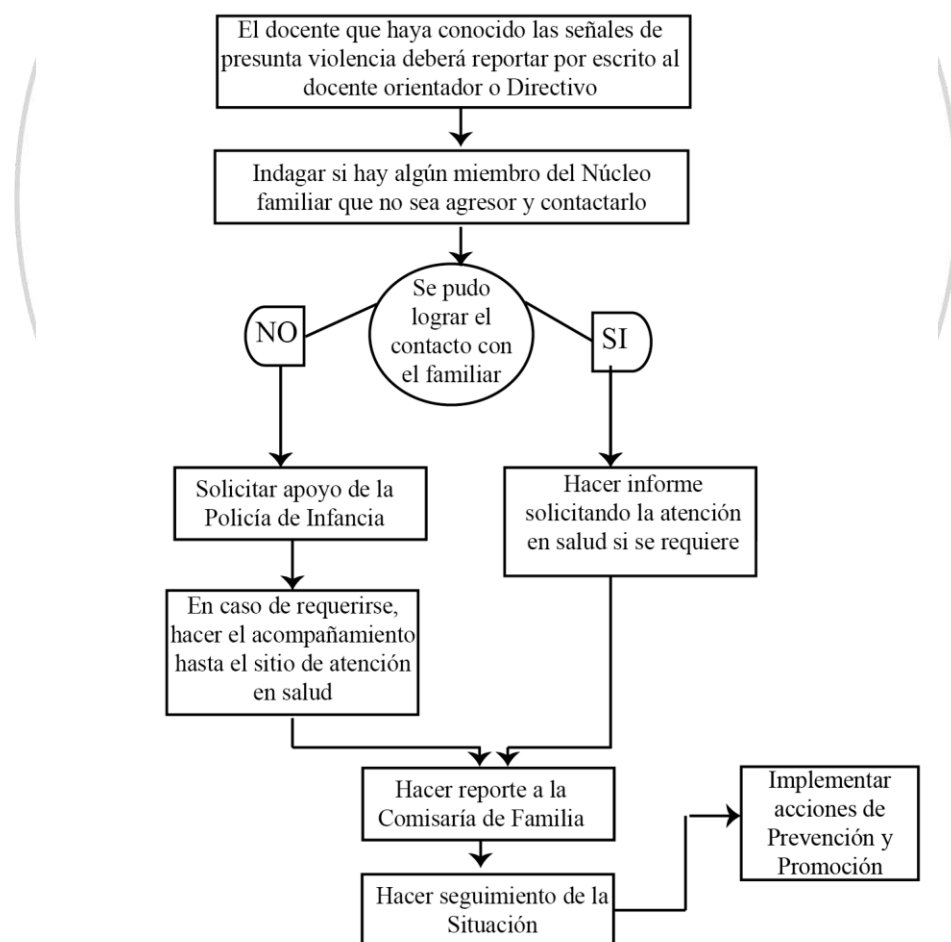 El docente que haya conocido las señales de
presunta violencia deberá reportar por escrito al
docente orientador o Directivo
Indagar si hay algún miembro del Núcleo
familiar que no sea agresor y contactarlo
Se pudo
lograr el
contacto con
el familiar
NO
SI
Solicitar apoyo de la
Policía de Infancia
Hacer informe
solicitando la atención
en salud si se requiere
En caso de requerirse,
hacer el acompañamiento
hasta el sitio de atención
en salud
Hacer reporte a la
Comisaría de Familia
Implementar
acciones de
Prevención y
Promoción
Hacer seguimiento de la
Situación